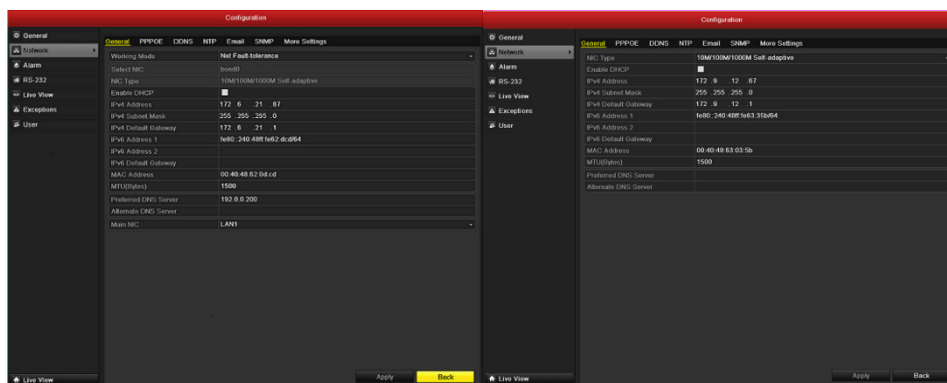 Configuration
General
Network
Alarm
RS-232
Live View
Exceptions
User
General PPPOE DDNS NTP Email SNMP More Settings
Working Mode Net Fault-tolerance
Select NIC bond0
NIC Type 10M/100M/1000M Self-adaptive
Enable DHCP
IPv4 Address 172 .6 .21 .87
IPv4 Subnet Mask 255 .255 .255 .0
IPv4 Default Gateway 172 .6 .21 .1
IPv6 Address 1 fe80::240:48ff:fe62:dcd/64
IPv6 Address 2
IPv6 Default Gateway
MAC Address 00:40:48:62:0d:cd
MTU(Bytes) 1500
Preferred DNS Server 192.0.0.200
Alternate DNS Server
Main NIC LAN1
Apply Back
Live View
Configuration
General
Network
Alarm
RS-232
Live View
Exceptions
User
General PPPOE DDNS NTP Email SNMP More Settings
NIC Type 10M/100M/1000M Self-adaptive
Enable DHCP
IPv4 Address 172 .9 .12 .67
IPv4 Subnet Mask 255 .255 .255 .0
IPv4 Default Gateway 172 .9 .12 .1
IPv6 Address 1 fe80::240:48ff:fe63:35b/64
IPv6 Address 2
IPv6 Default Gateway
MAC Address 00:40:48:63:03:5b
MTU(Bytes) 1500
Preferred DNS Server
Alternate DNS Server
Apply Back
Live View